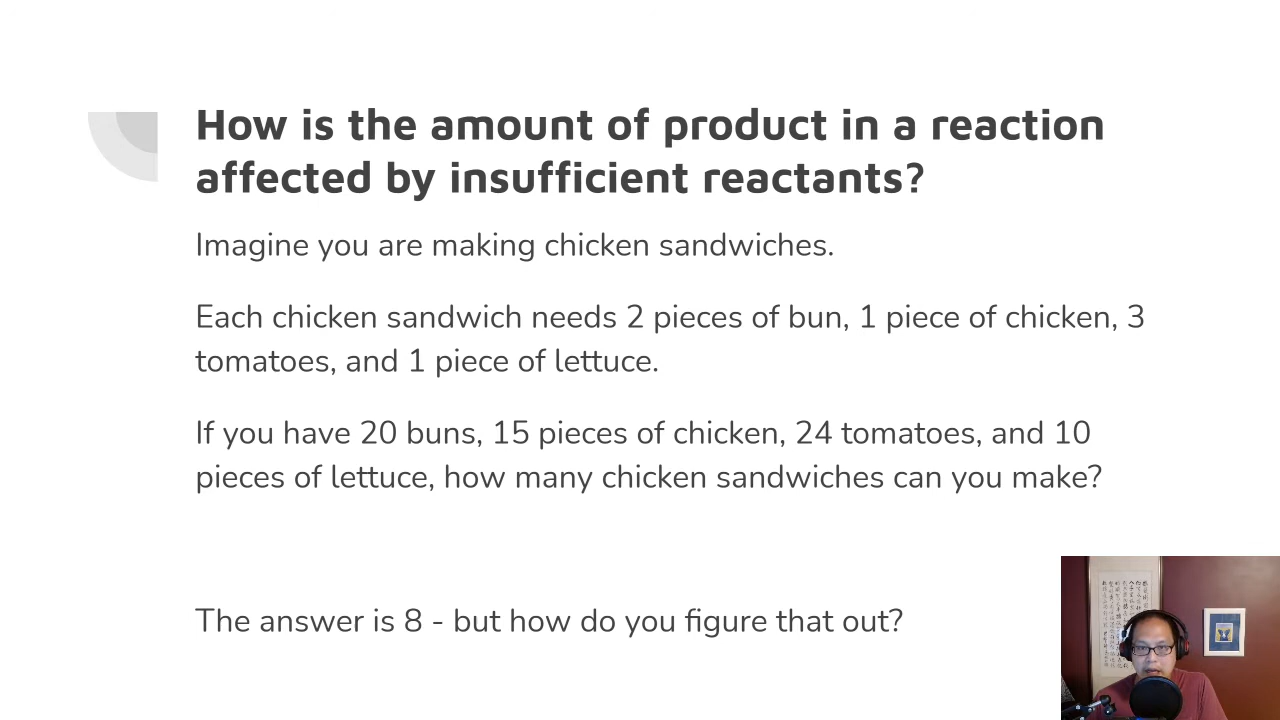 How is the amount of product in a reaction
affected by insufficient reactants?
Imagine you are making chicken sandwiches.
Each chicken sandwich needs 2 pieces of bun, 1 piece of chicken, 3
tomatoes, and 1 piece of lettuce.
If you have 20 buns, 15 pieces of chicken, 24 tomatoes, and 10
pieces of lettuce, how many chicken sandwiches can you make?
The answer is 8 - but how do you figure that out?